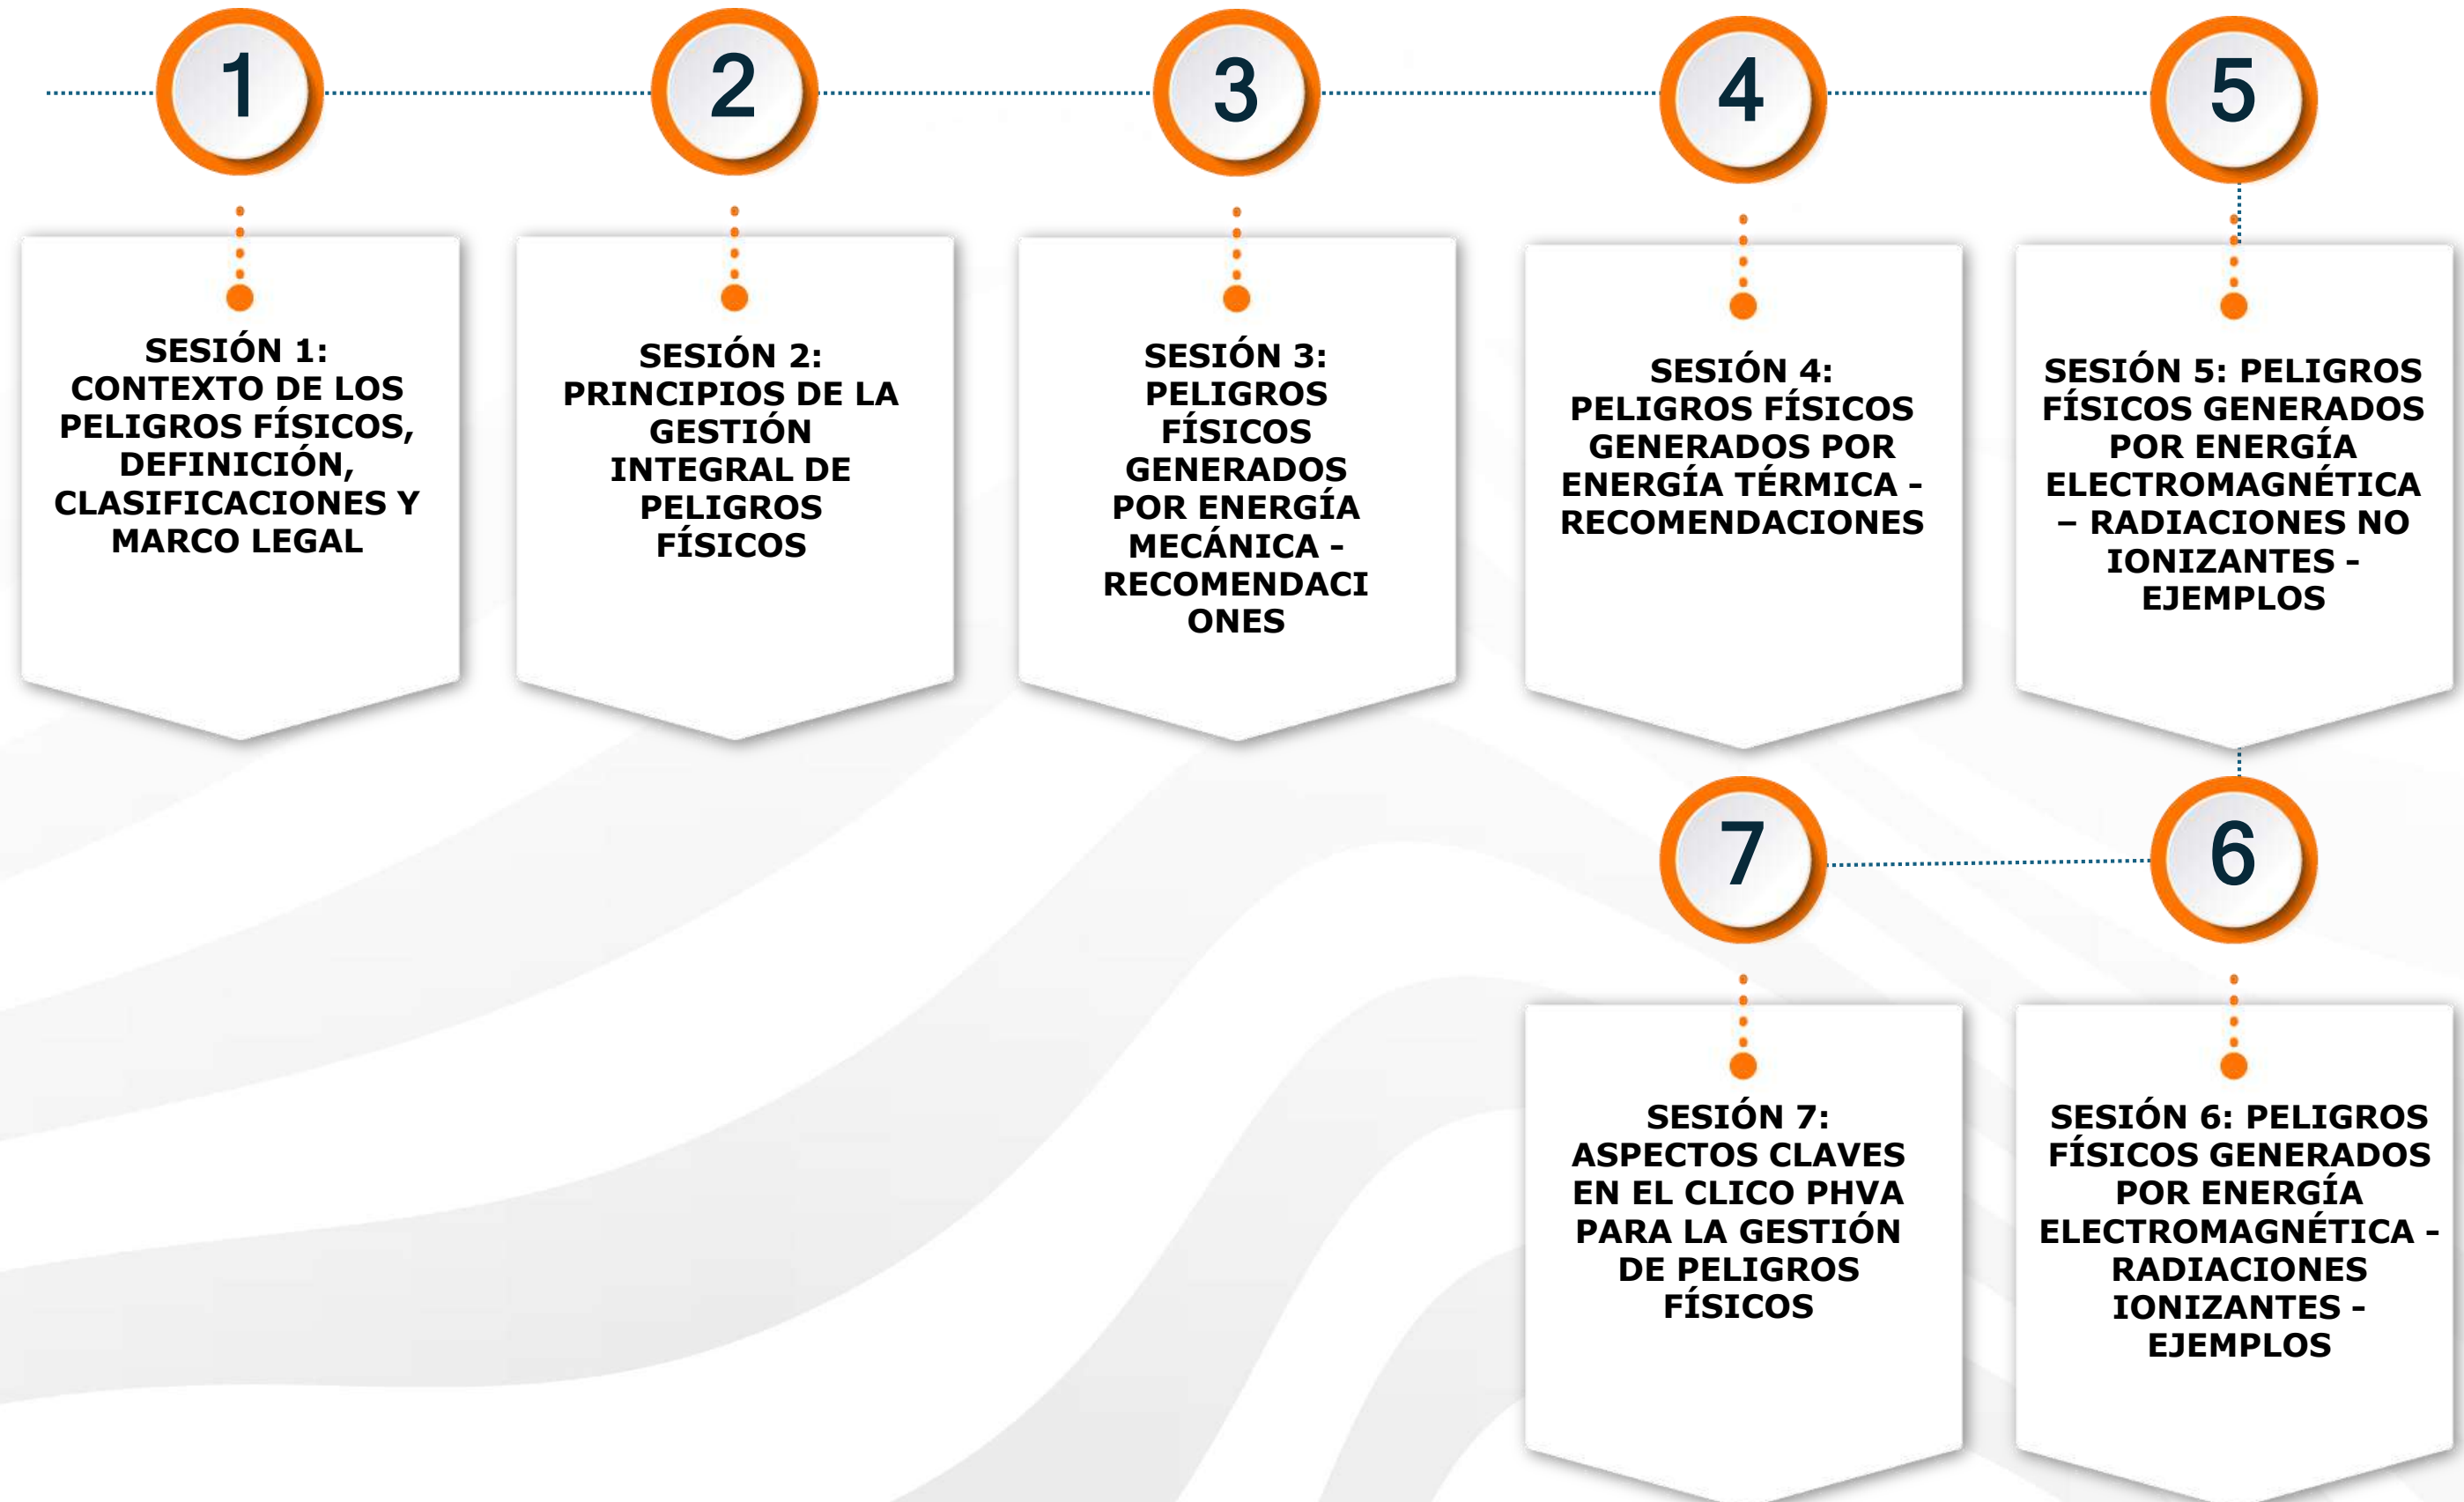 1
2
3
4
5
SESIÓN 1:
CONTEXTO DE LOS
PELIGROS FÍSICOS,
DEFINICIÓN,
CLASIFICACIONES Y
MARCO LEGAL
SESIÓN 2:
PRINCIPIOS DE LA
GESTIÓN
INTEGRAL DE
PELIGROS
FÍSICOS
SESIÓN 3:
PELIGROS
FÍSICOS
GENERADOS
POR ENERGÍA
MECÁNICA -
RECOMENDACI
ONES
SESIÓN 4:
PELIGROS FÍSICOS
GENERADOS POR
ENERGÍA TÉRMICA -
RECOMENDACIONES
SESIÓN 5: PELIGROS
FÍSICOS GENERADOS
POR ENERGÍA
ELECTROMAGNÉTICA
– RADIACIONES NO
IONIZANTES -
EJEMPLOS
7
6
SESIÓN 7:
ASPECTOS CLAVES
EN EL CLICO PHVA
PARA LA GESTIÓN
DE PELIGROS
FÍSICOS
SESIÓN 6: PELIGROS
FÍSICOS GENERADOS
POR ENERGÍA
ELECTROMAGNÉTICA –
RADIACIONES
IONIZANTES -
EJEMPLOS